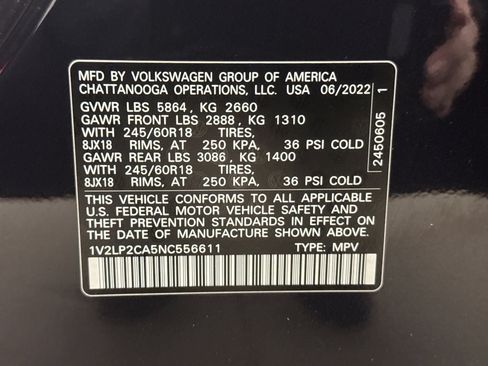 MFD BY VOLKSWAGEN GROUP OF AMERICA
CHATTANOOGA OPERATIONS, LLC. USA 06/2022
GVWR LBS 5864, KG 2660
GAWR FRONT LBS 2888, KG 1310
WITH 245/60R18 TIRES,
8JX18 RIMS, AT 250 KPA, 36 PSI COLD
GAWR REAR LBS 3086, KG 1400
WITH 245/60R18 TIRES,
8JX18 RIMS, AT 250 KPA, 36 PSI COLD
THIS VEHICLE CONFORMS TO ALL APPLICABLE
U.S. FEDERAL MOTOR VEHICLE SAFETY AND
THEFT PREVENTION STANDARDS IN EFFECT ON
THE DATE OF MANUFACTURE SHOWN ABOVE.
1V2LP2CA5NC556611 TYPE: MPV
2450605 1